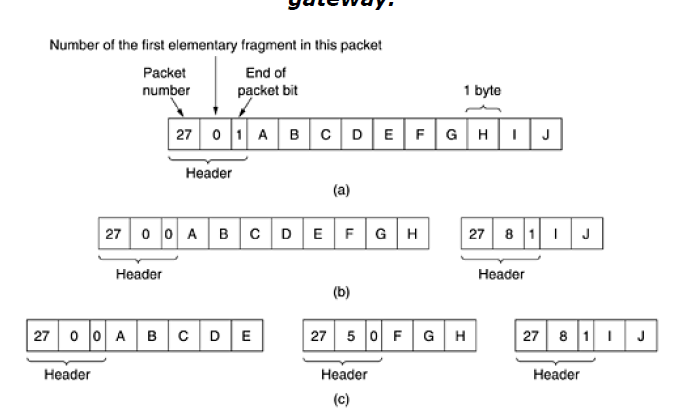 gateway.
Number of the first elementary fragment in this packet
Packet number
End of packet bit
1 byte
27 0 1 A B C D E F G H I J
Header
(a)
27 0 0 A B C D E F G H 27 8 1 I J
Header Header
(b)
27 0 0 A B C D E 27 5 0 F G H 27 8 1 I J
Header Header Header
(c)